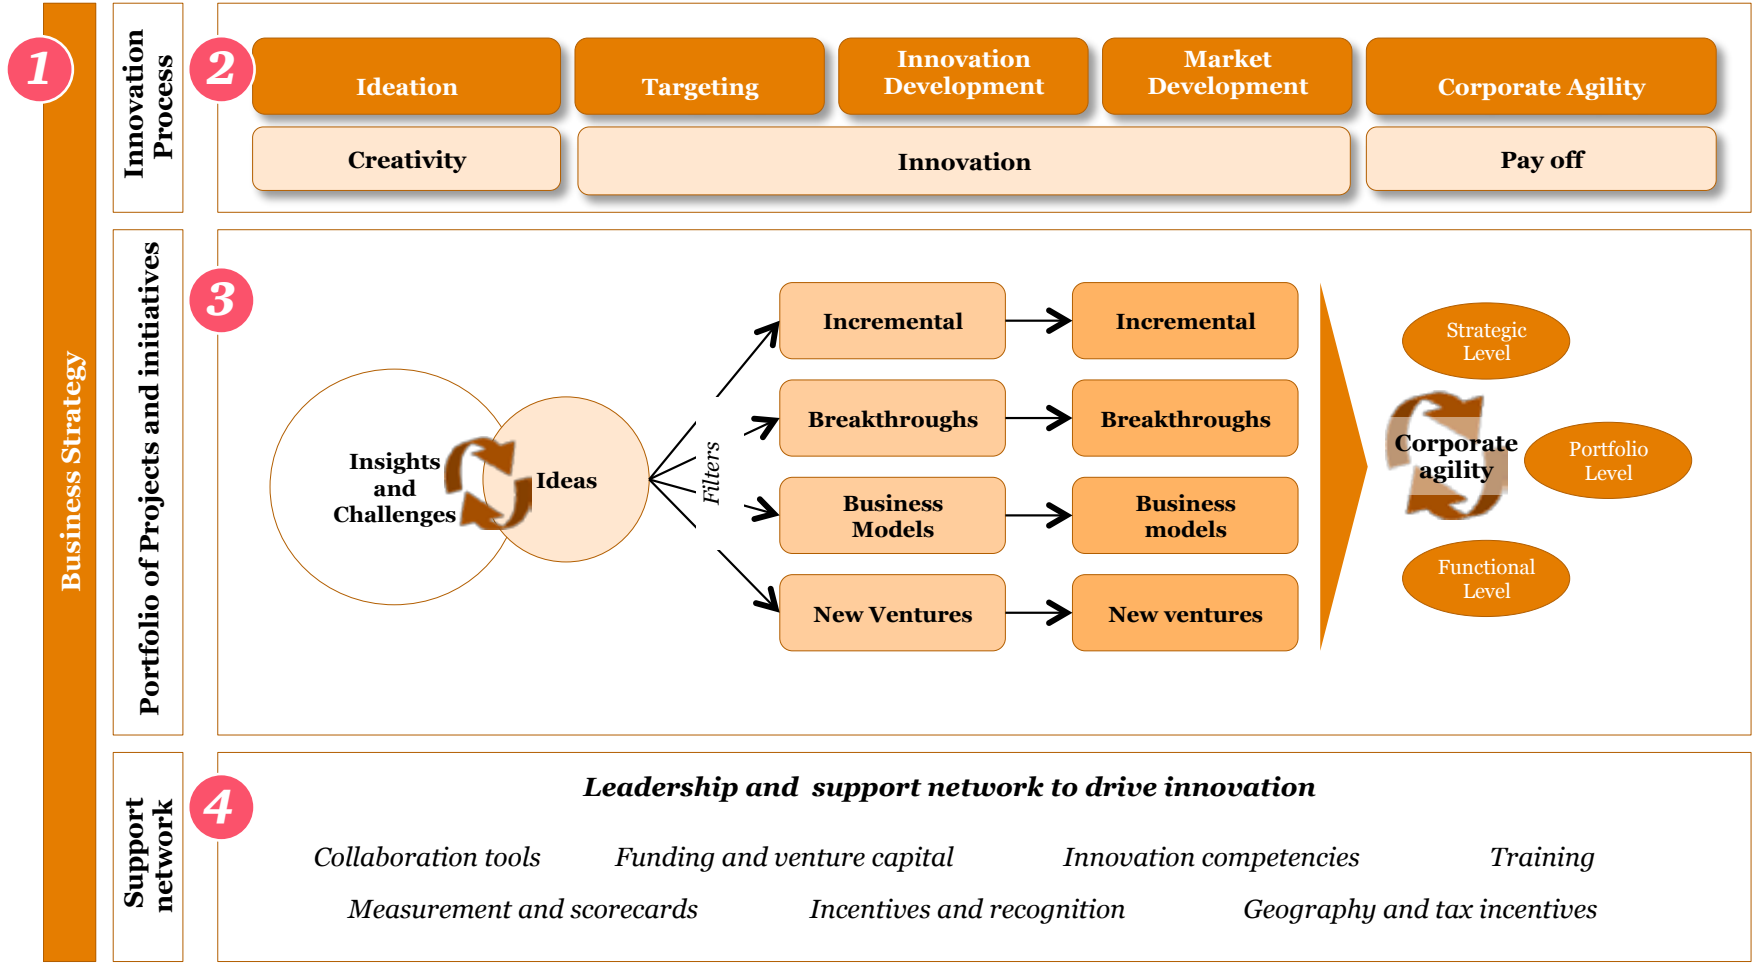 1
Business Strategy
Innovation
Process
2
Ideation
Targeting
Innovation
Development
Market
Development
Corporate Agility
Creativity
Innovation
Pay off
Portfolio of Projects and initiatives
3
Insights
and
Challenges
Ideas
Filters
Incremental
Incremental
Breakthroughs
Breakthroughs
Business
Models
Business
models
New Ventures
New ventures
Strategic
Level
Corporate
agility
Portfolio
Level
Functional
Level
Support
network
4
Leadership and support network to drive innovation
Collaboration tools
Funding and venture capital
Innovation competencies
Training
Measurement and scorecards
Incentives and recognition
Geography and tax incentives